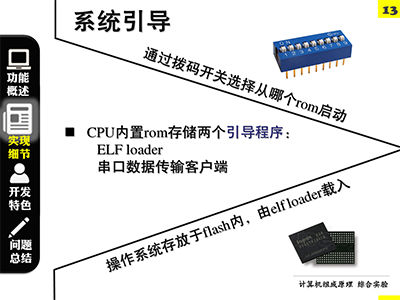 系统引导
13
通过拨码开关选择从哪个rom启动
功能
概述
实现
细节
开发
特色
问题
总结
■ CPU内置rom存储两个引导程序：
ELF loader
串口数据传输客户端
操作系统存放于flash内，由elf loader载入
计算机组成原理 综合实验